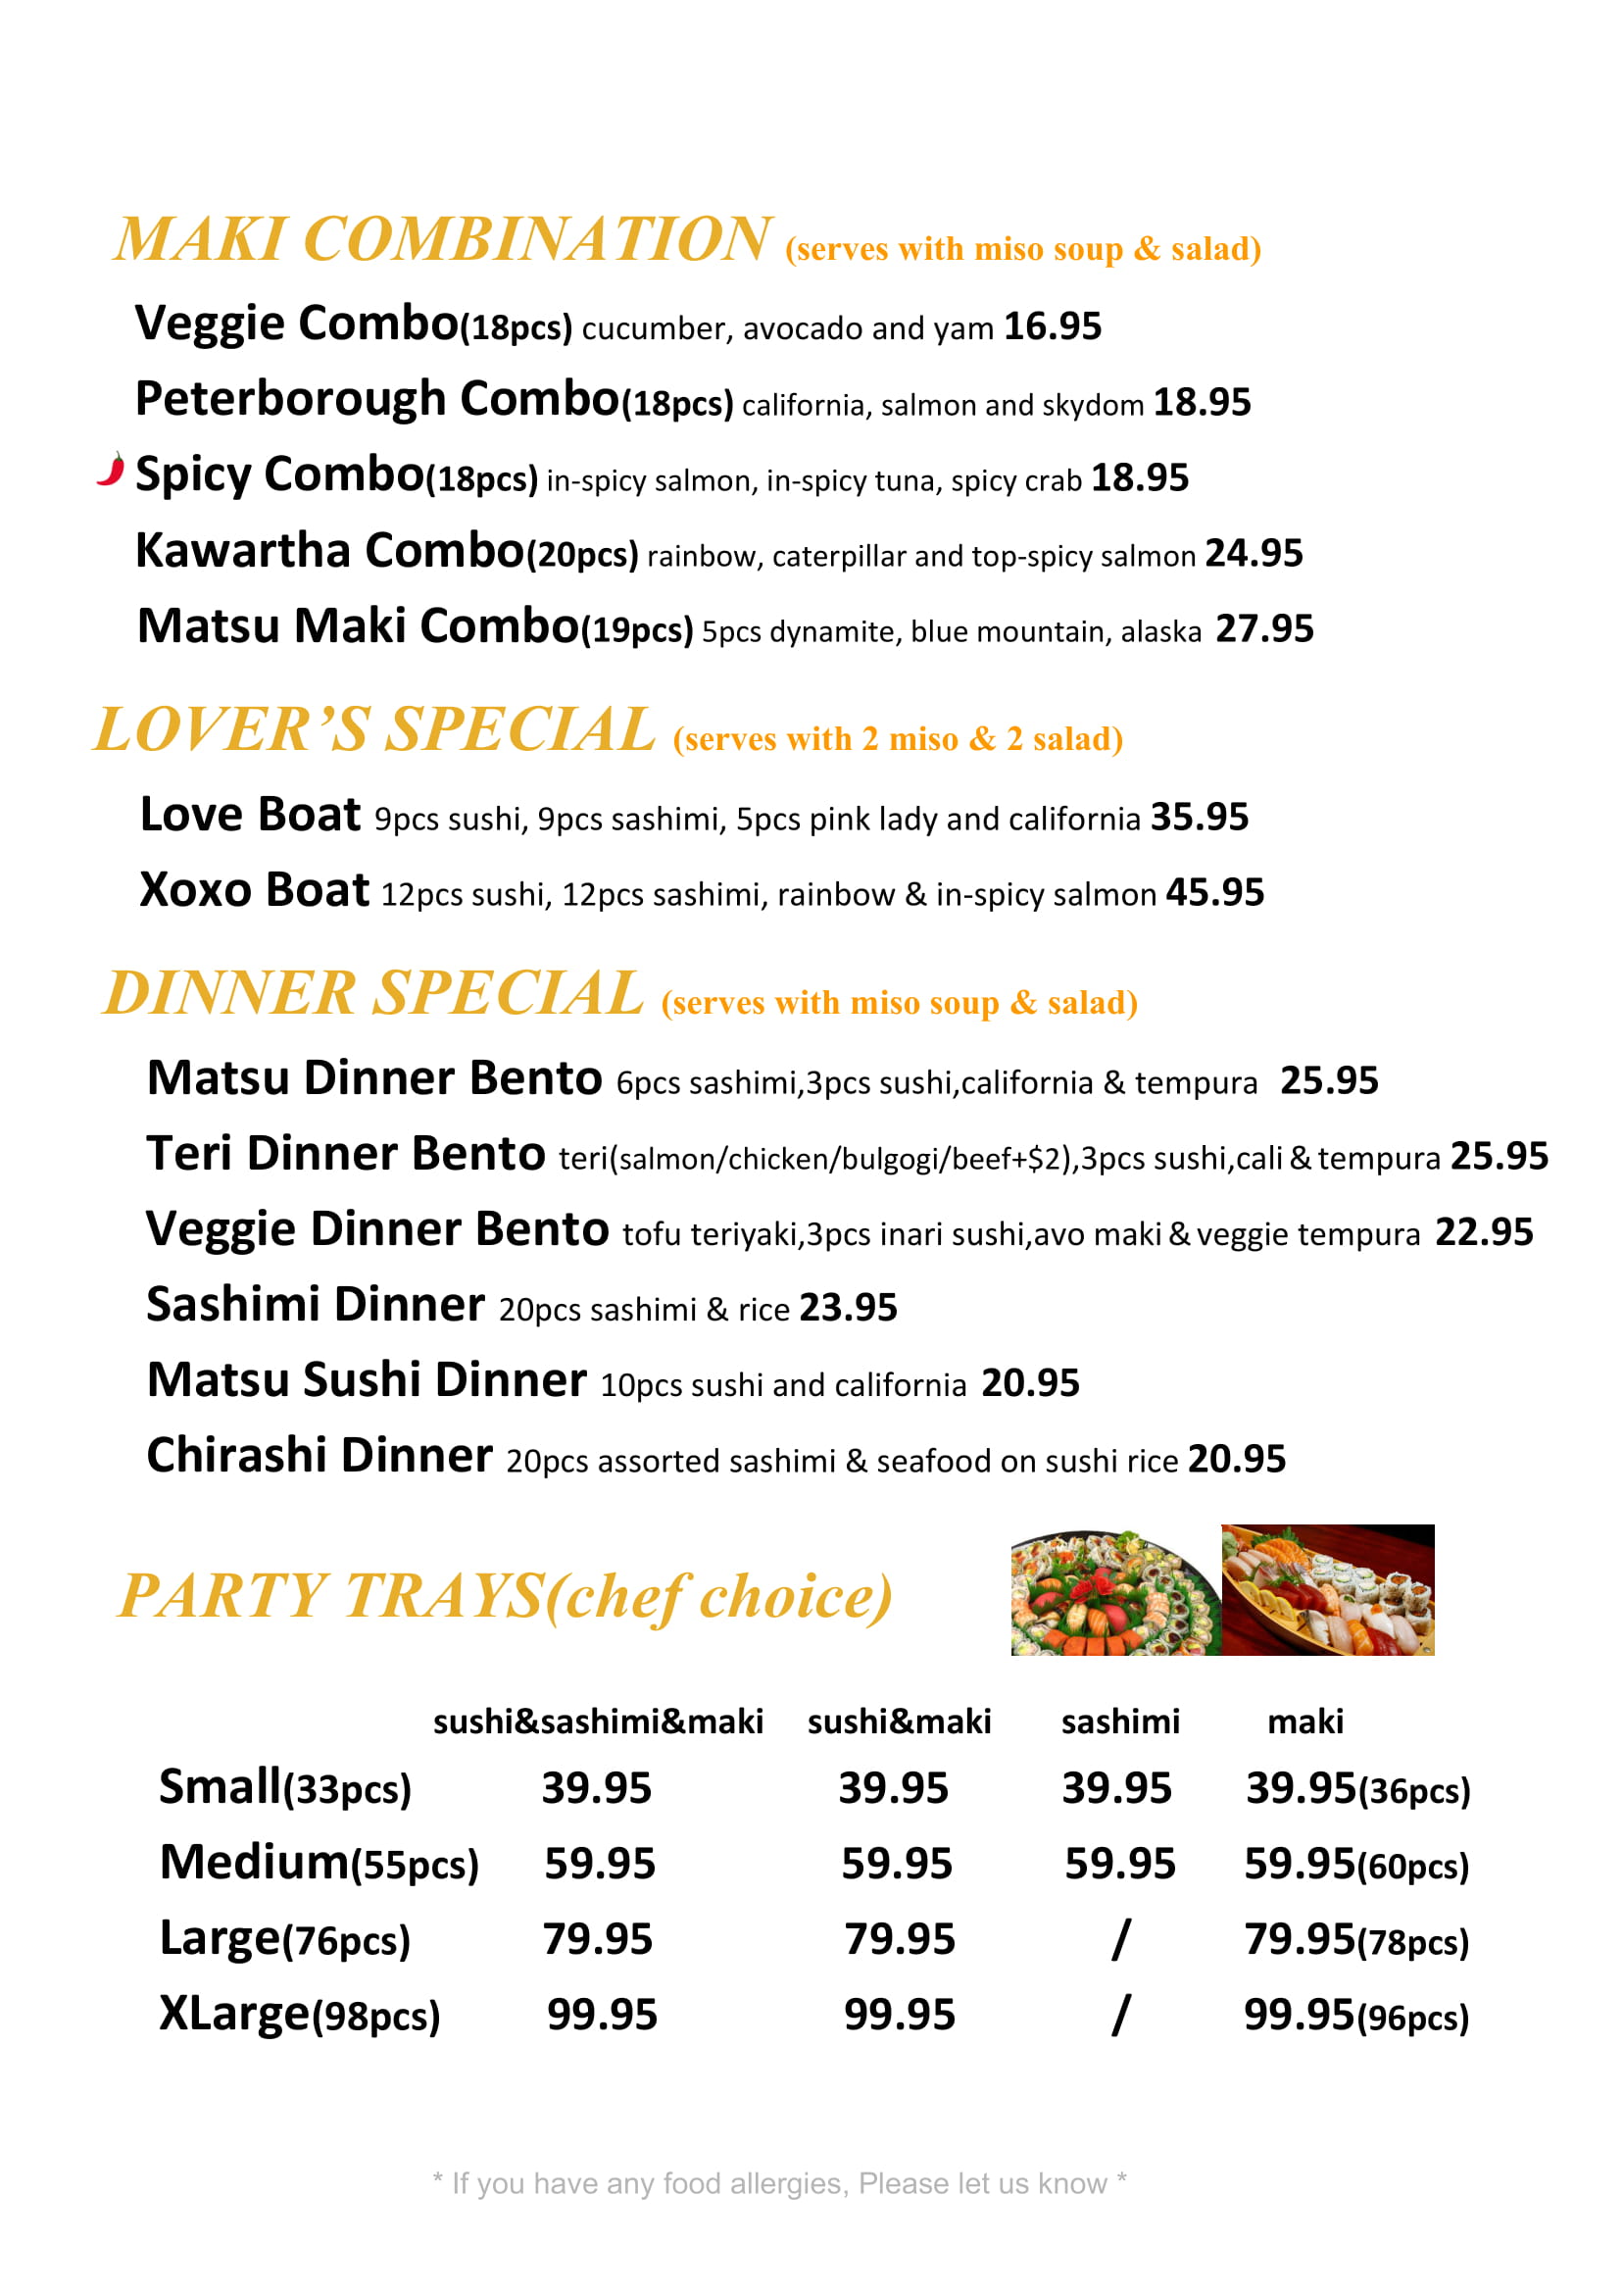 MAKI COMBINATION (serves with miso soup & salad)
Veggie Combo(18pcs) cucumber, avocado and yam 16.95
Peterborough Combo(18pcs) california, salmon and skydom 18.95
Spicy Combo(18pcs) in-spicy salmon, in-spicy tuna, spicy crab 18.95
Kawartha Combo(20pcs) rainbow, caterpillar and top-spicy salmon 24.95
Matsu Maki Combo(19pcs) 5pcs dynamite, blue mountain, alaska 27.95
LOVER’S SPECIAL (serves with 2 miso & 2 salad)
Love Boat 9pcs sushi, 9pcs sashimi, 5pcs pink lady and california 35.95
Xoxo Boat 12pcs sushi, 12pcs sashimi, rainbow & in-spicy salmon 45.95
DINNER SPECIAL (serves with miso soup & salad)
Matsu Dinner Bento 6pcs sashimi,3pcs sushi,california & tempura 25.95
Teri Dinner Bento teri(salmon/chicken/bulgogi/beef+$2),3pcs sushi,cali & tempura 25.95
Veggie Dinner Bento tofu teriyaki,3pcs inari sushi,avo maki & veggie tempura 22.95
Sashimi Dinner 20pcs sashimi & rice 23.95
Matsu Sushi Dinner 10pcs sushi and california 20.95
Chirashi Dinner 20pcs assorted sashimi & seafood on sushi rice 20.95
PARTY TRAYS(chef choice)
sushi&sashimi&maki sushi&maki sashimi maki
Small(33pcs) 39.95 39.95 39.95 39.95(36pcs)
Medium(55pcs) 59.95 59.95 59.95 59.95(60pcs)
Large(76pcs) 79.95 79.95 / 79.95(78pcs)
XLarge(98pcs) 99.95 99.95 / 99.95(96pcs)
* If you have any food allergies, Please let us know *